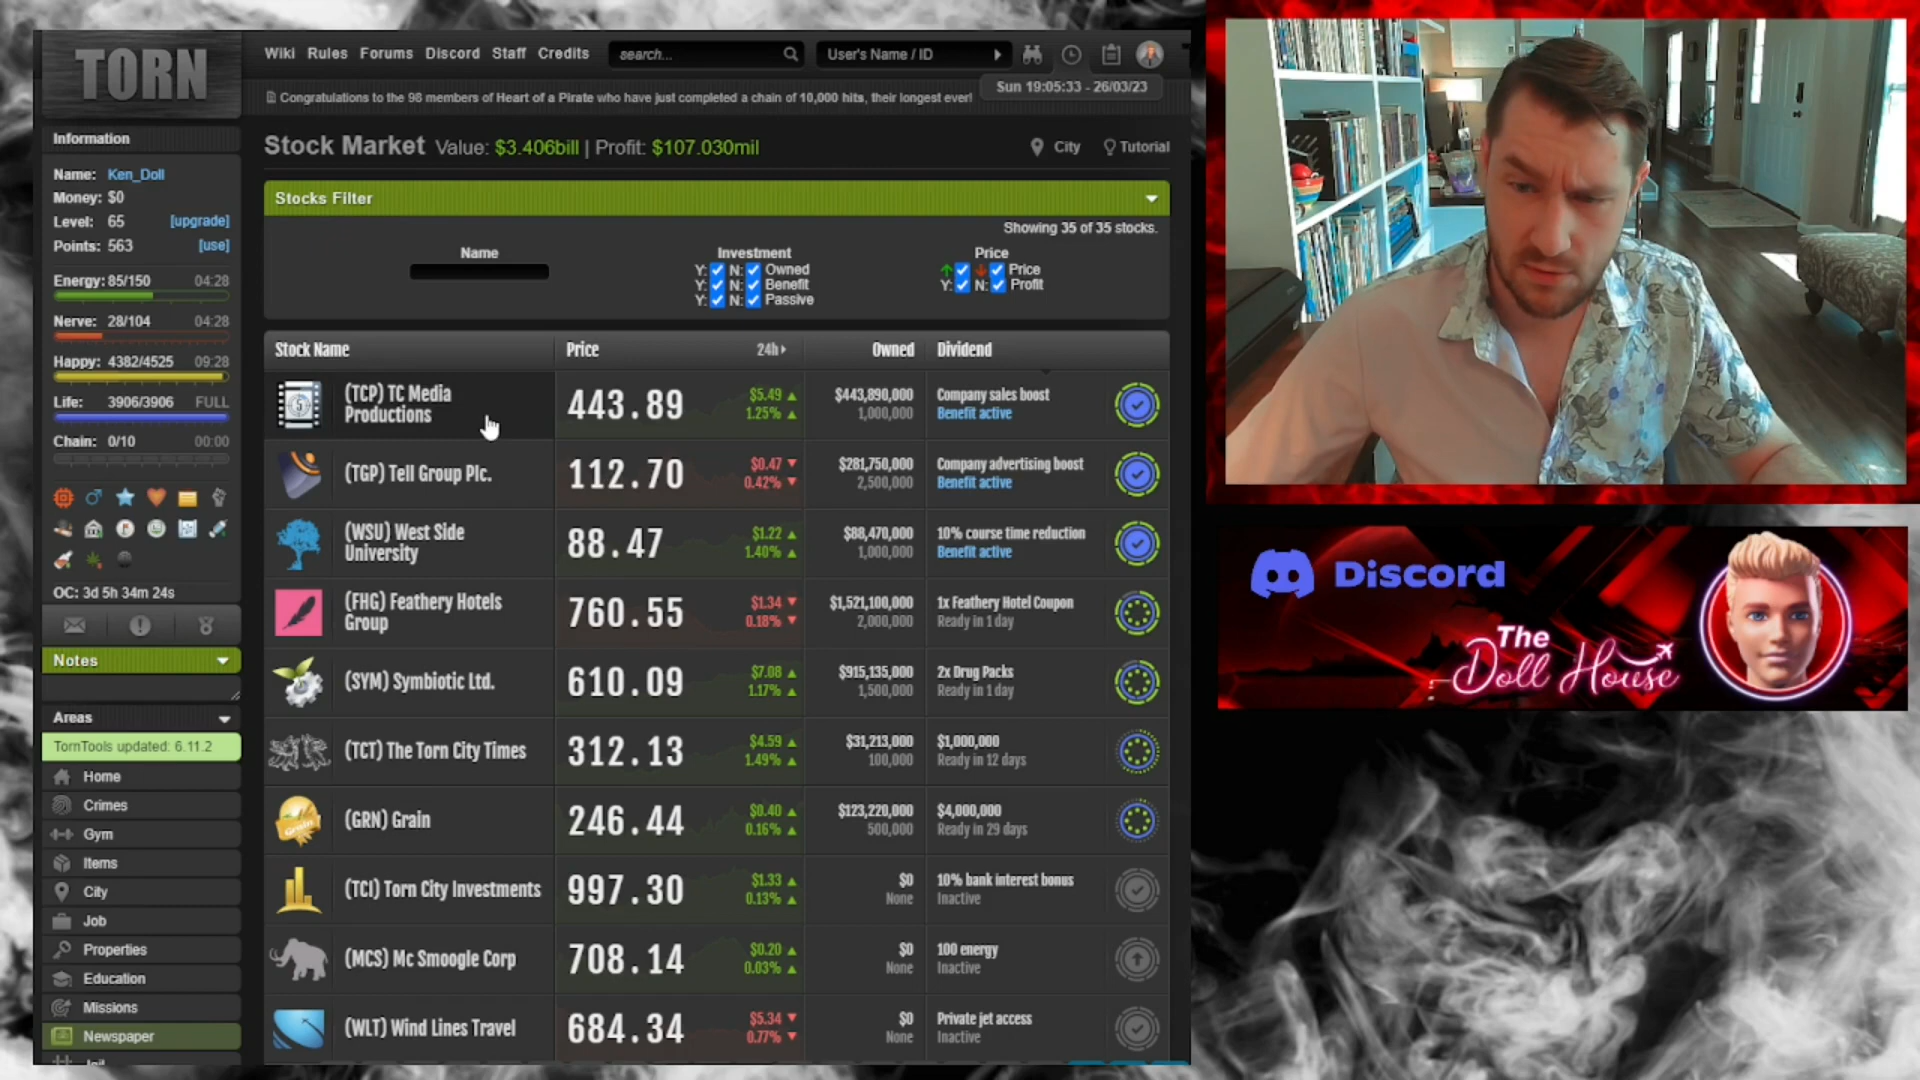 TORN
Wiki Rules Forums Discord Staff Credits
search...
User's Name / ID
Sun 19:05:33 - 26/03/23
Congratulations to the 98 members of Heart of a Pirate who have just completed a chain of 10,000 hits, their longest ever!
Information
Name: Ken_Doll
Money: $0
Level: 65 [upgrade]
Points: 563 [use]
Energy: 85/150 04:28
Nerve: 28/104 04:28
Happy: 4382/4525 09:28
Life: 3906/3906 FULL
Chain: 0/10 00:00
OC: 3d 5h 34m 24s
Notes
Areas
TornTools updated: 6.11.2
Home
Crimes
Gym
Items
City
Job
Properties
Education
Missions
Newspaper
Jail
Stock Market Value: $3.406bill | Profit: $107.030mil
City Tutorial
Stocks Filter
Showing 35 of 35 stocks.
Name Investment Price
Y: N: Owned Price
Y: N: Benefit Y: N: Profit
Y: N: Passive
Stock Name Price 24h Owned Dividend
(TCP) TC Media Productions 443.89 $5.49 $443,890,000 Company sales boost
1.25% 1,000,000 Benefit active
(TGP) Tell Group Plc. 112.70 $0.47 $281,750,000 Company advertising boost
0.42% 2,500,000 Benefit active
(WSU) West Side University 88.47 $1.22 $88,470,000 10% course time reduction
1.40% 1,000,000 Benefit active
(FHG) Feathery Hotels Group 760.55 $1.34 $1,521,100,000 1x Feathery Hotel Coupon
0.18% 2,000,000 Ready in 1 day
(SYM) Symbiotic Ltd. 610.09 $7.08 $915,135,000 2x Drug Packs
1.17% 1,500,000 Ready in 1 day
(TCT) The Torn City Times 312.13 $4.59 $31,213,000 $1,000,000
1.49% 100,000 Ready in 12 days
Grain
(GRN) Grain 246.44 $0.40 $123,220,000 $4,000,000
0.16% 500,000 Ready in 29 days
(TCI) Torn City Investments 997.30 $1.33 $0 10% bank interest bonus
0.13% None Inactive
(MCS) Mc Smoogle Corp 708.14 $0.20 $0 100 energy
0.03% None Inactive
(WLT) Wind Lines Travel 684.34 $5.34 $0 Private jet access
0.77% None Inactive
Discord
The
Doll House